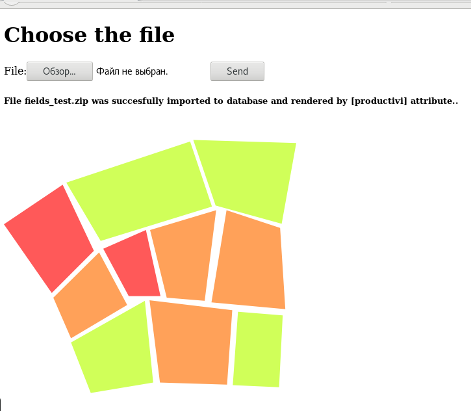 Choose the file
File: Обзор... Файл не выбран. Send
File fields_test.zip was succesfully imported to database and rendered by [productivi] attribute..